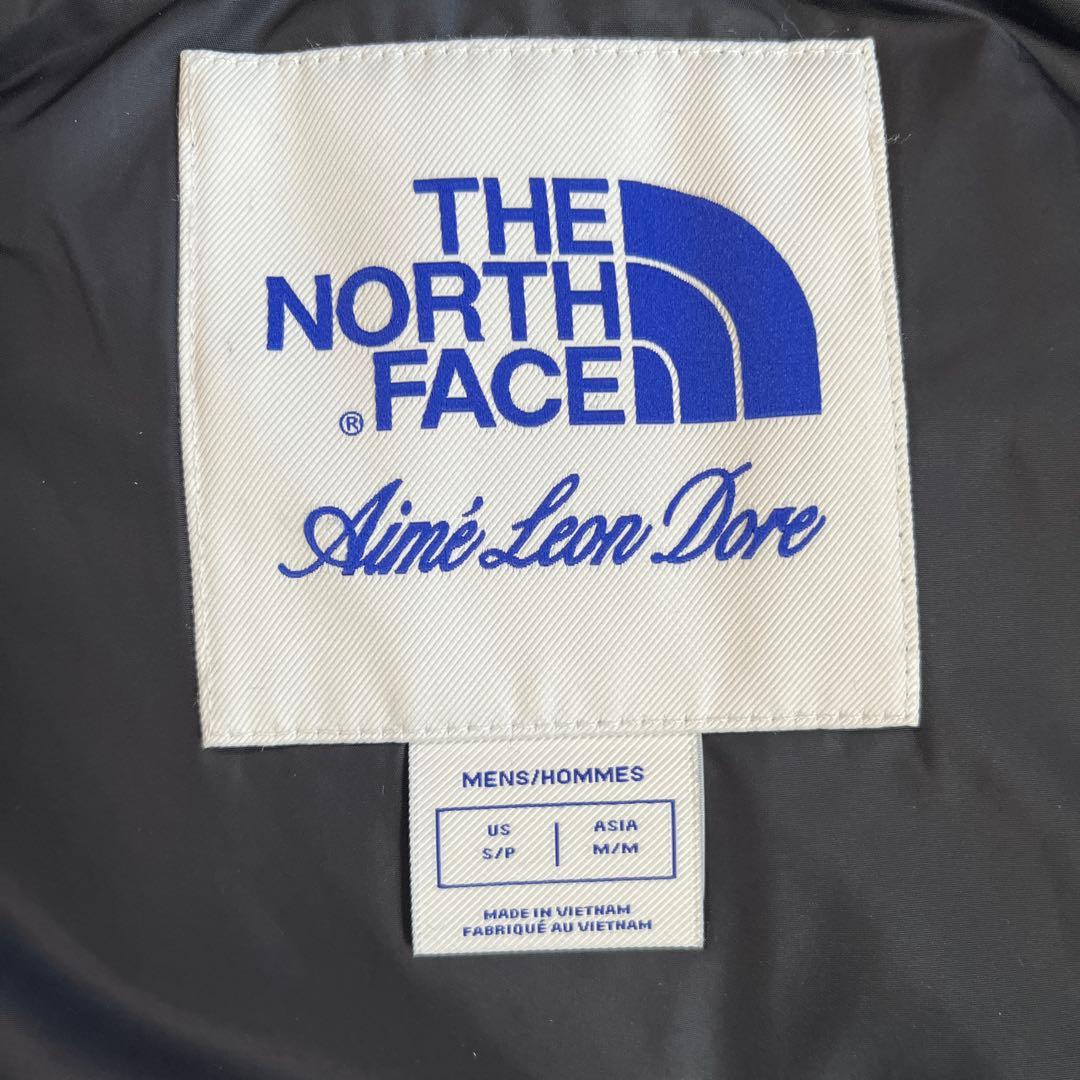 THE
NORTH
FACE
®
Aimé Leon Dore
MENS/HOMMES
US ASIA
S/P M/M
MADE IN VIETNAM
FABRIQUÉ AU VIETNAM